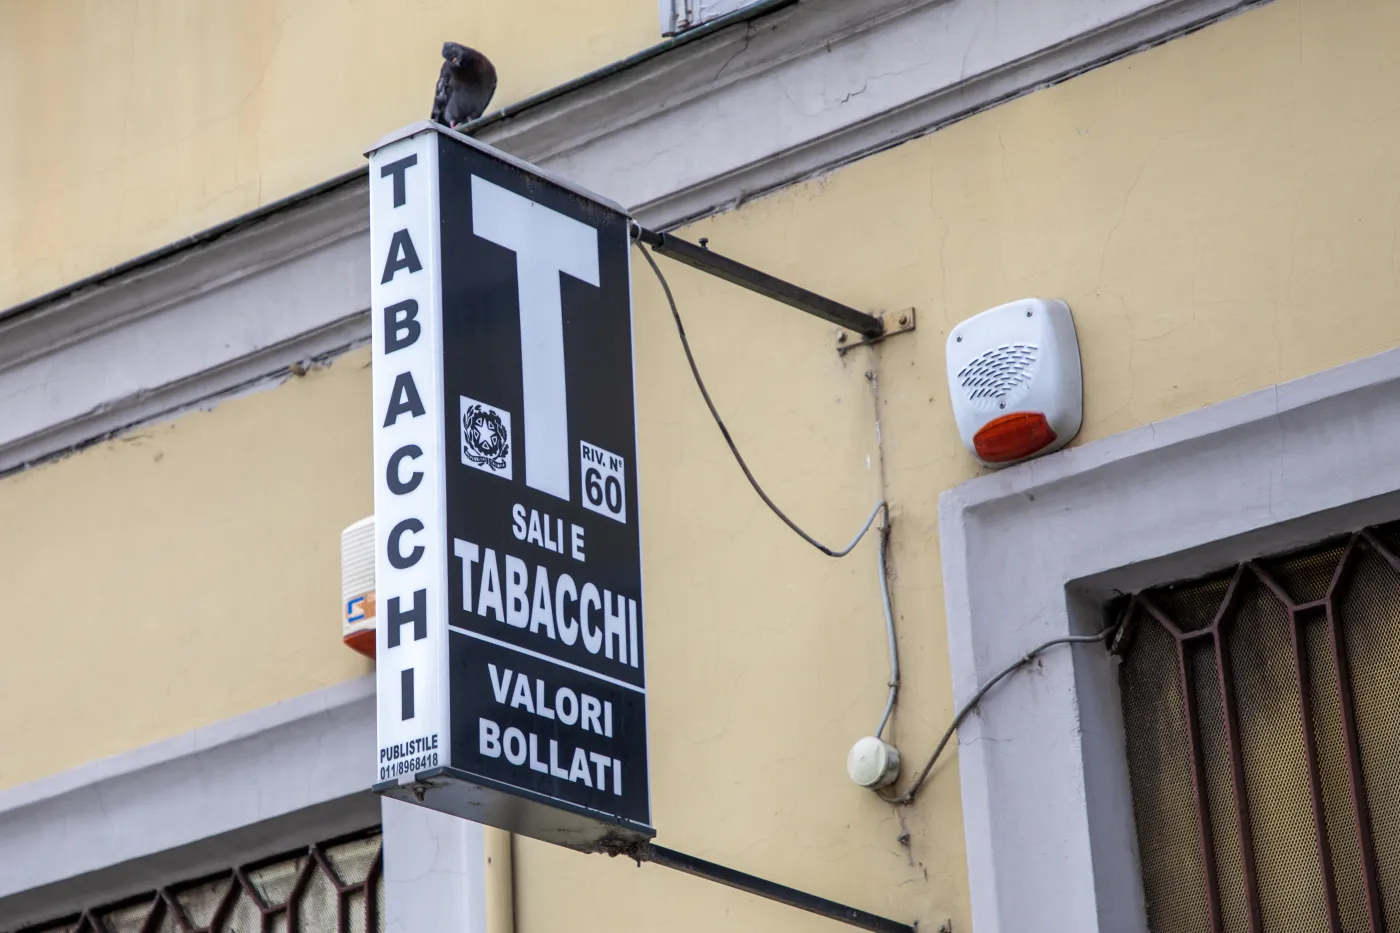 TABACCHI
PUBLISTILE
011/8968418
T
RIV. N°
60
SALI E
TABACCHI
VALORI
BOLLATI